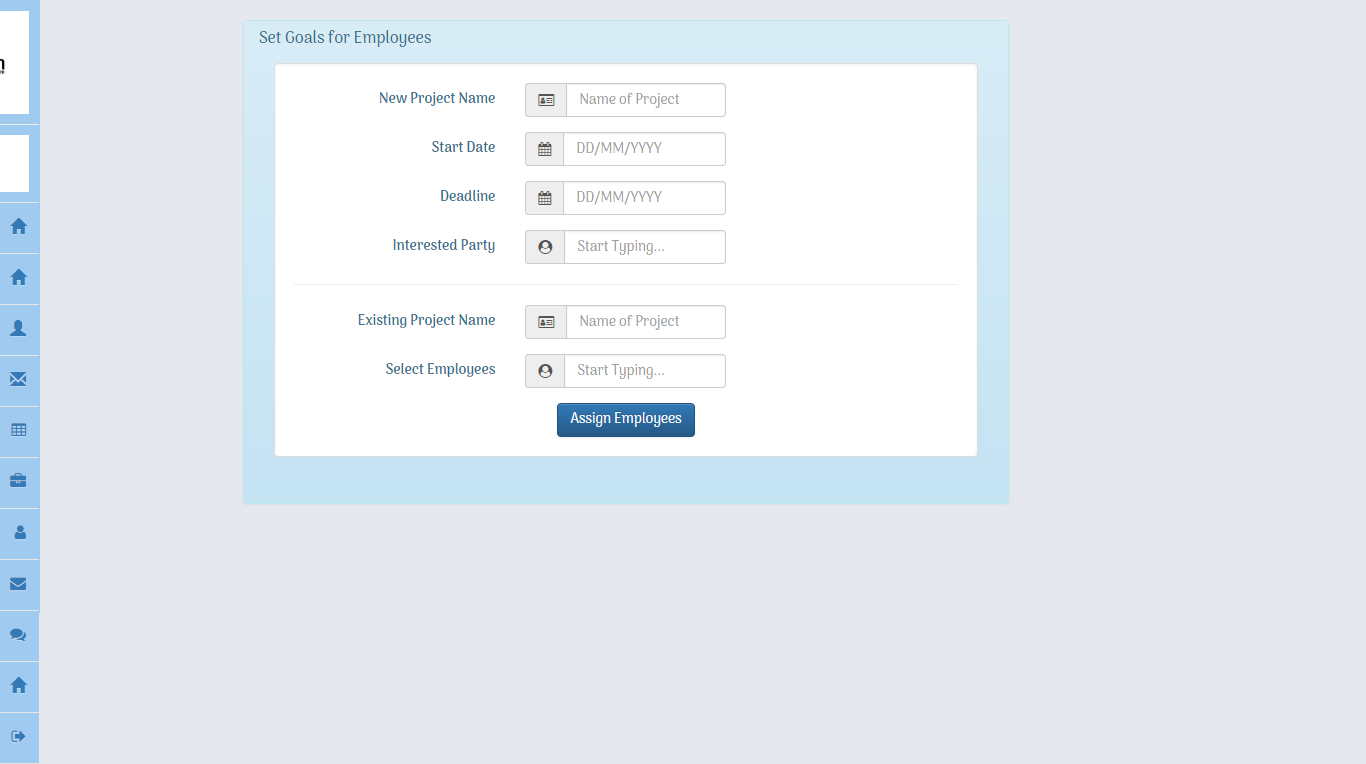 Set Goals for Employees
New Project Name
Name of Project
Start Date
DD/MM/YYYY
Deadline
DD/MM/YYYY
Interested Party
Start Typing...
Existing Project Name
Name of Project
Select Employees
Start Typing...
Assign Employees